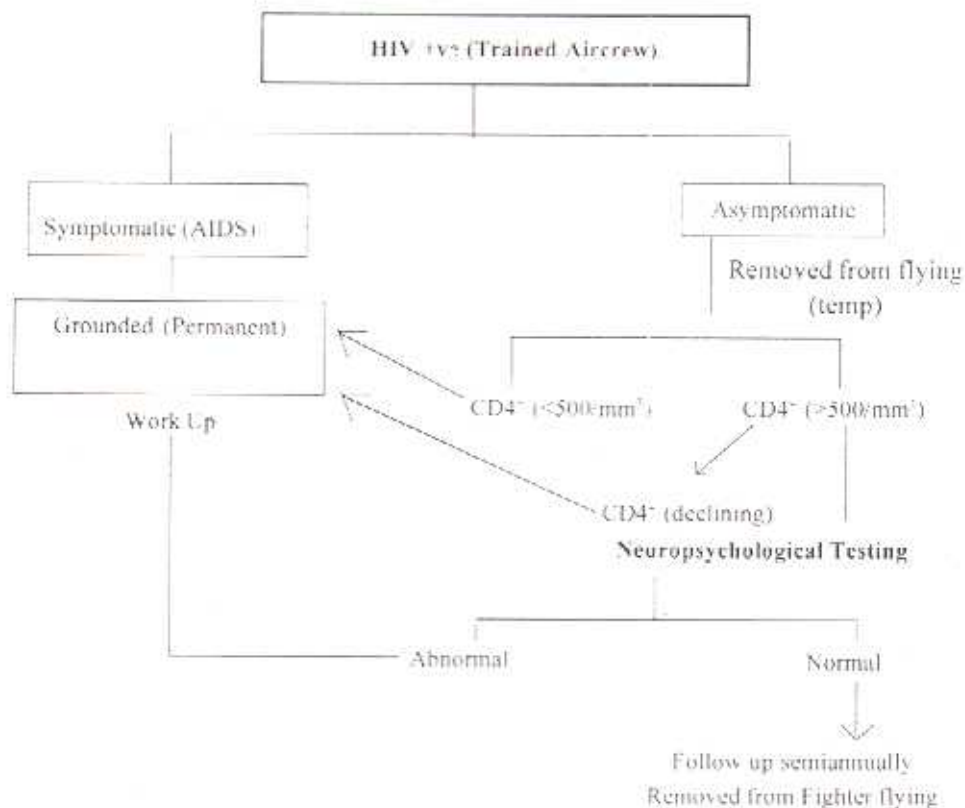 HIV +ve (Trained Aircrew)
Symptomatic (AIDS)
Asymptomatic
Removed from flying
(temp)
Grounded (Permanent)
CD4+ (<500/mm³)
CD4+ (>500/mm³)
Work Up
CD4+ (declining)
Neuropsychological Testing
Abnormal
Normal
Follow up semiannually
Removed from Fighter flying